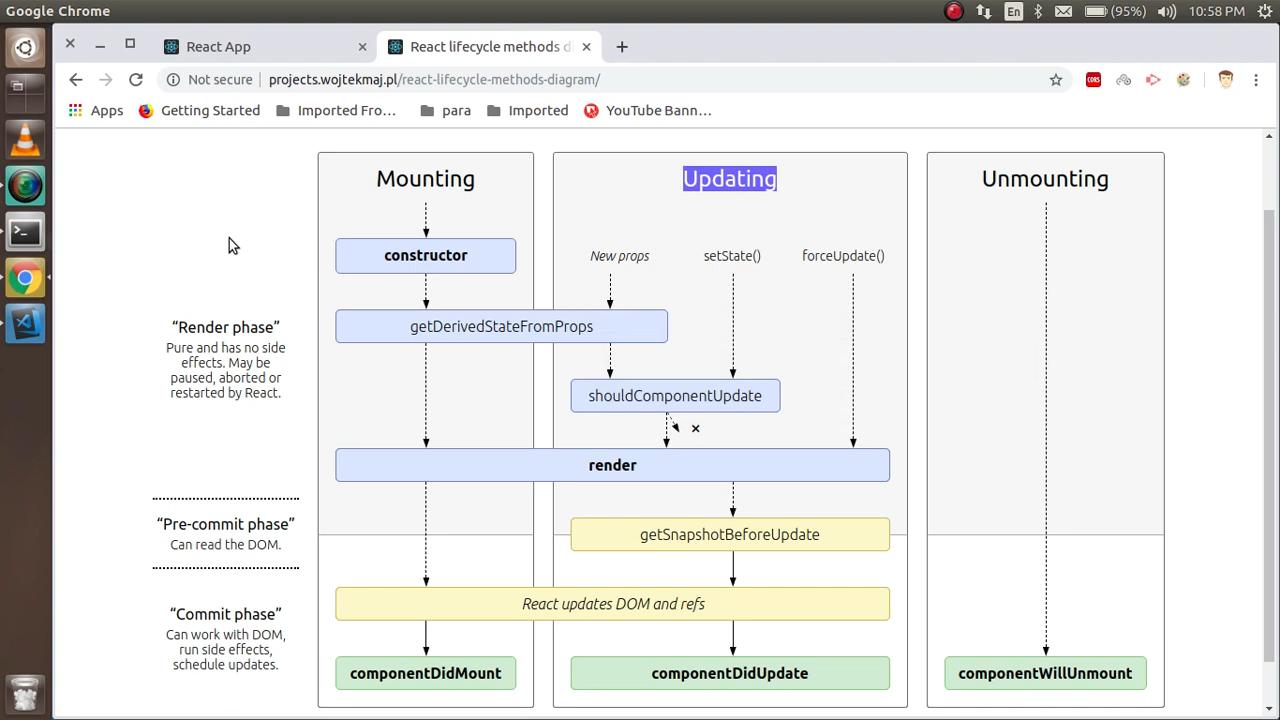 Google Chrome
En
(95%)
10:58 PM
React App
React lifecycle methods d
Not secure
projects.wojtekmaj.pl/react-lifecycle-methods-diagram/
CORS
Apps
Getting Started
Imported Fro...
para
Imported
YouTube Bann...
Mounting
Updating
Unmounting
constructor
New props
setState()
forceUpdate()
"Render phase"
Pure and has no side
effects. May be
paused, aborted or
restarted by React.
getDerivedStateFromProps
shouldComponentUpdate
render
"Pre-commit phase"
Can read the DOM.
getSnapshotBeforeUpdate
"Commit phase"
Can work with DOM,
run side effects,
schedule updates.
React updates DOM and refs
componentDidMount
componentDidUpdate
componentWillUnmount